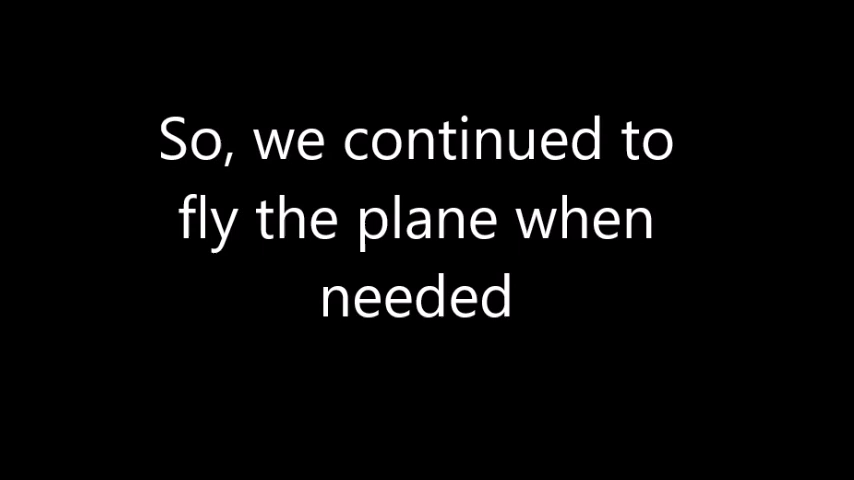 So, we continued to
fly the plane when
needed